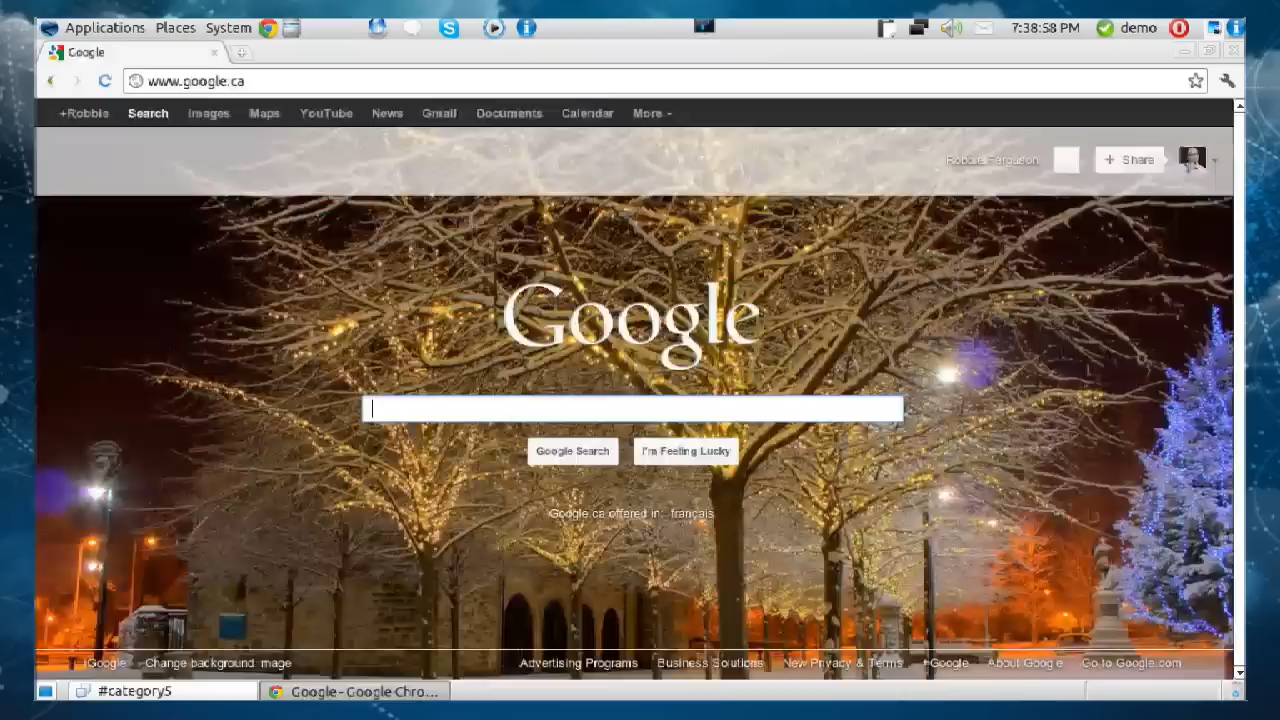 Applications Places System 7:38:58 PM demo
Google
www.google.ca
+Robbie Search Images Maps YouTube News Gmail Documents Calendar More
Robbie Ferguson + Share
Google
Google Search I'm Feeling Lucky
Google.ca offered in: français
iGoogle Change background image Advertising Programs Business Solutions New Privacy & Terms +Google About Google Go to Google.com
#category5 Google - Google Chro...